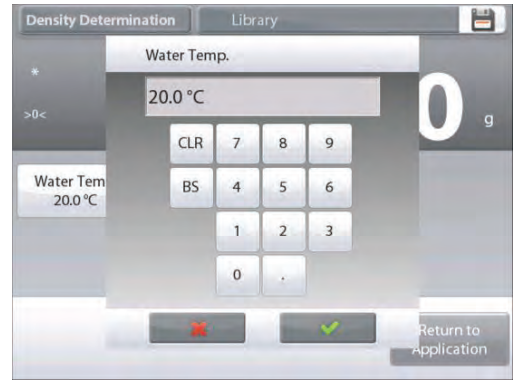 Density Determination
Library
Water Temp.
*
20.0 °C
0
>0<
g
CLR 7 8 9
Water Tem
20.0 °C
BS 4 5 6
1 2 3
0 .
Return to
Application